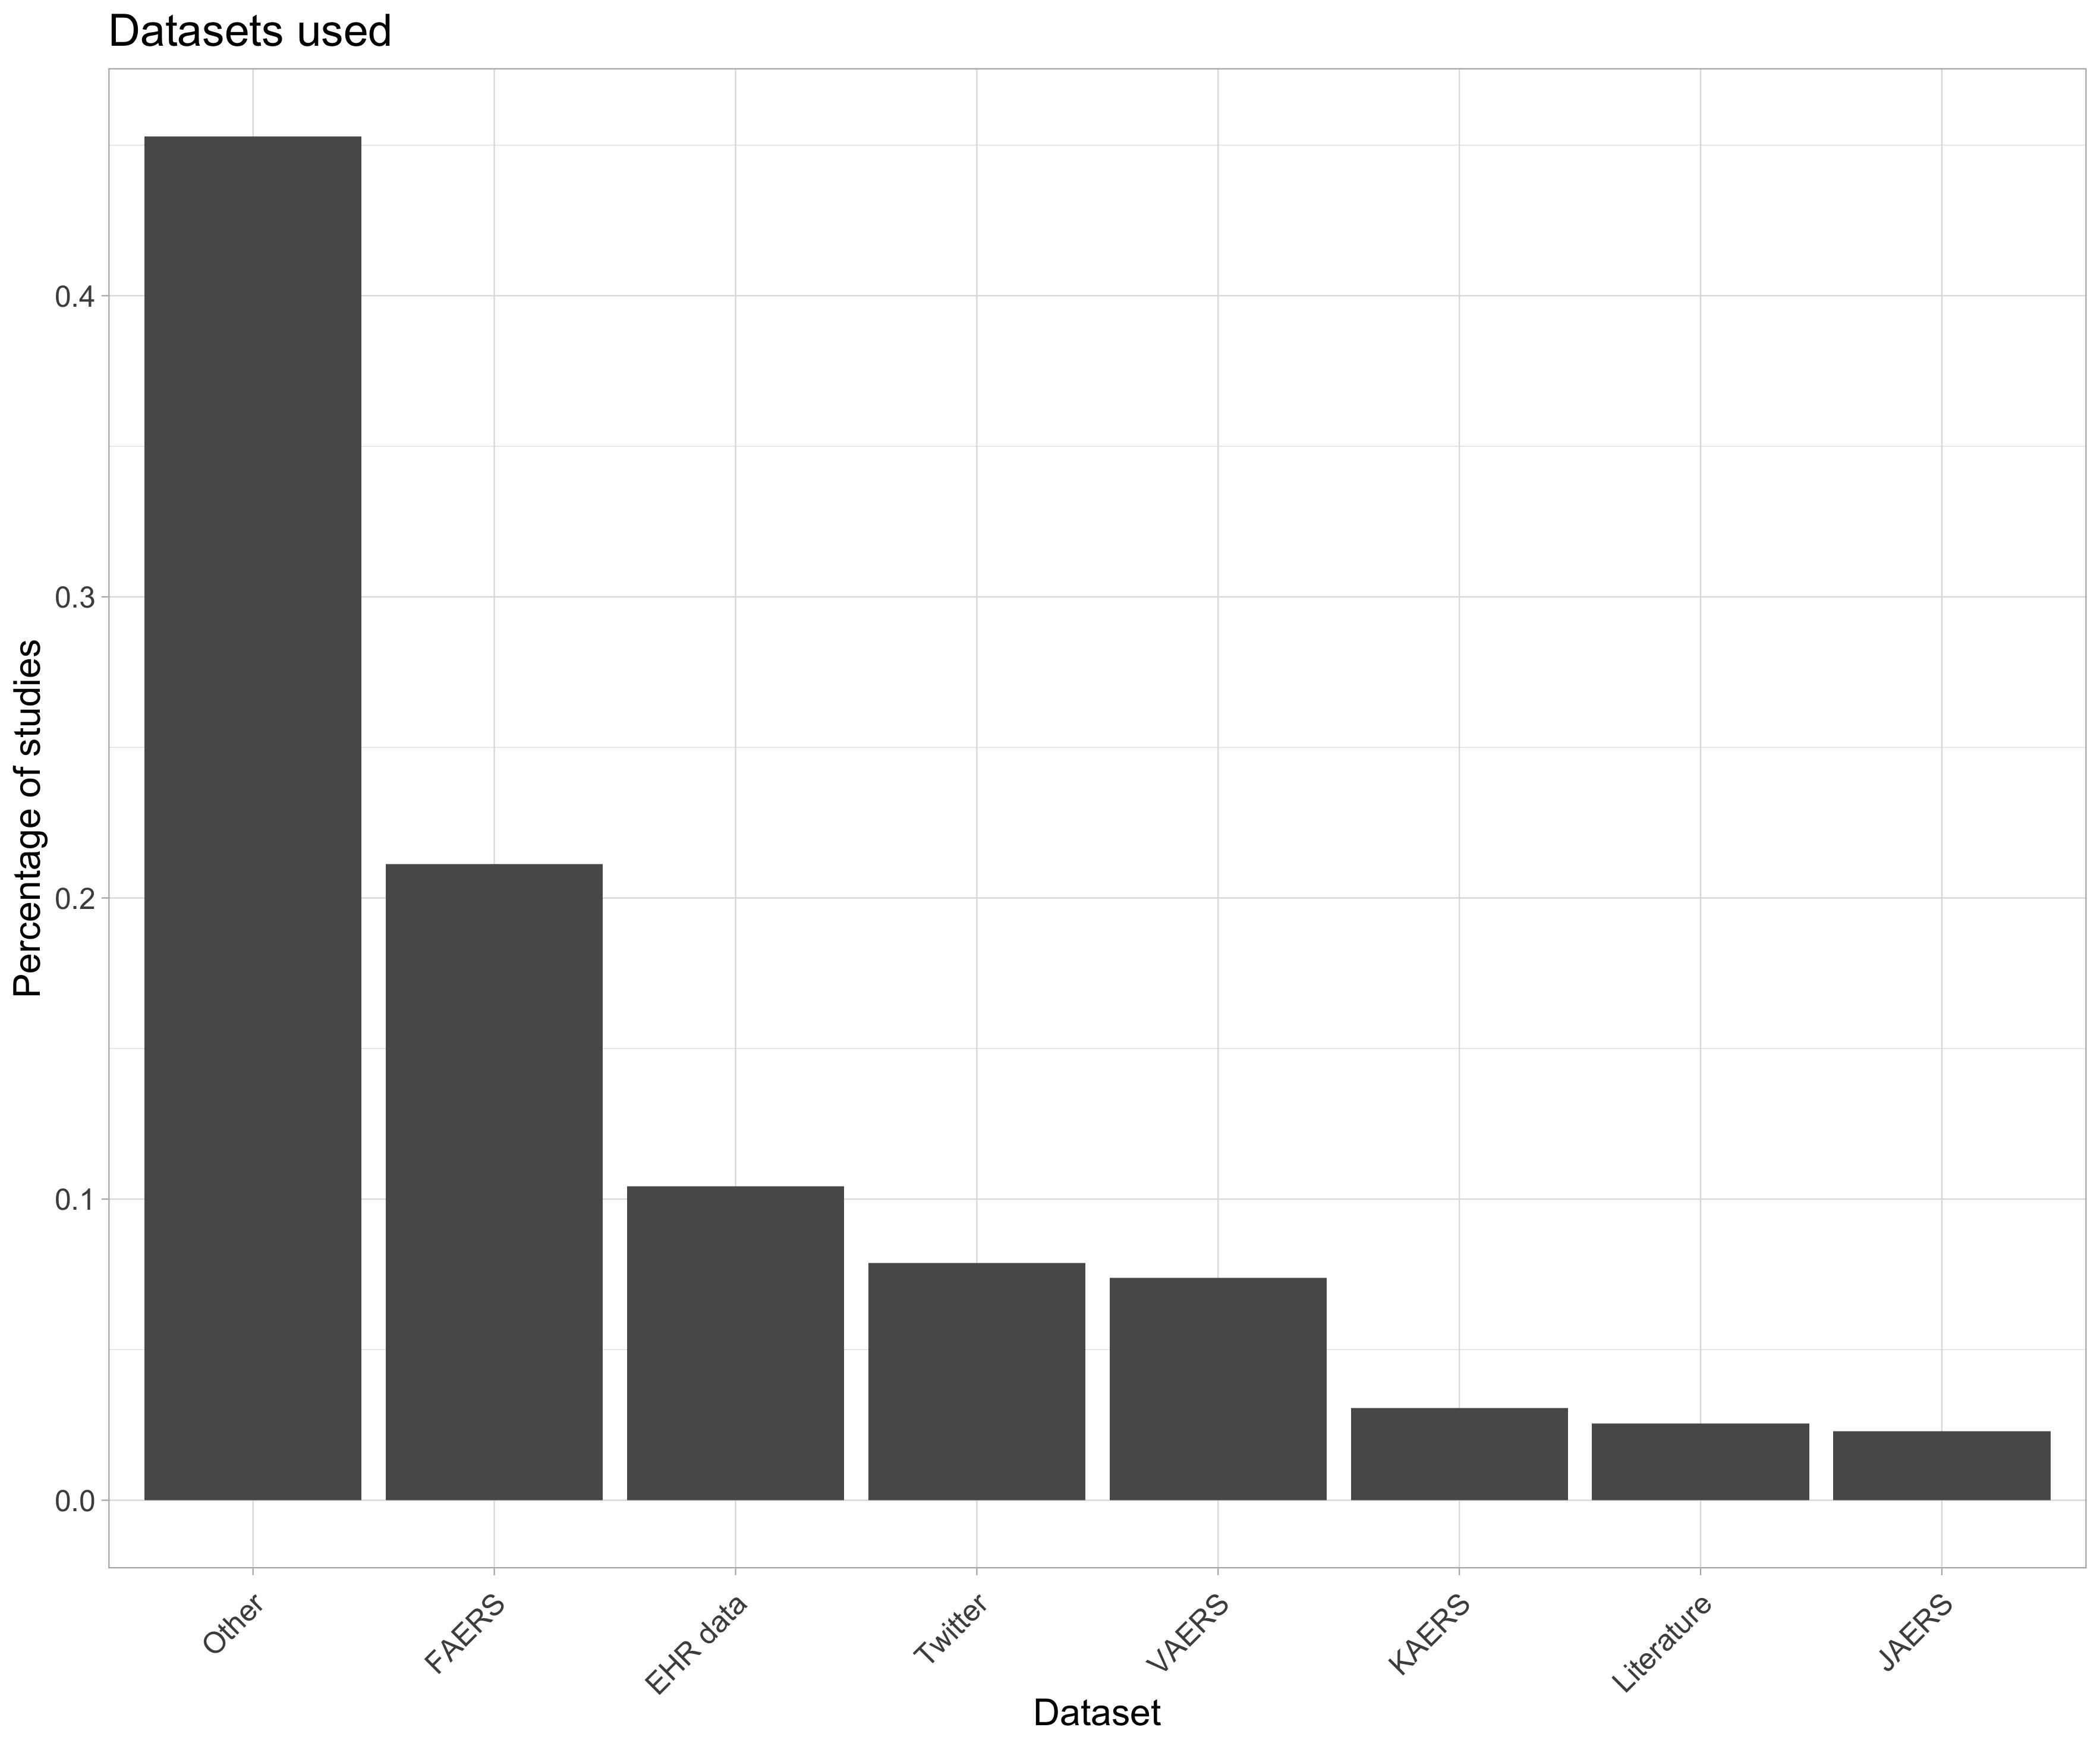 Datasets used
Percentage of studies
0.4
0.3
0.2
0.1
0.0
Other
FAERS
EHR data
Twitter
VAERS
KAERS
Literature
JAERS
Dataset